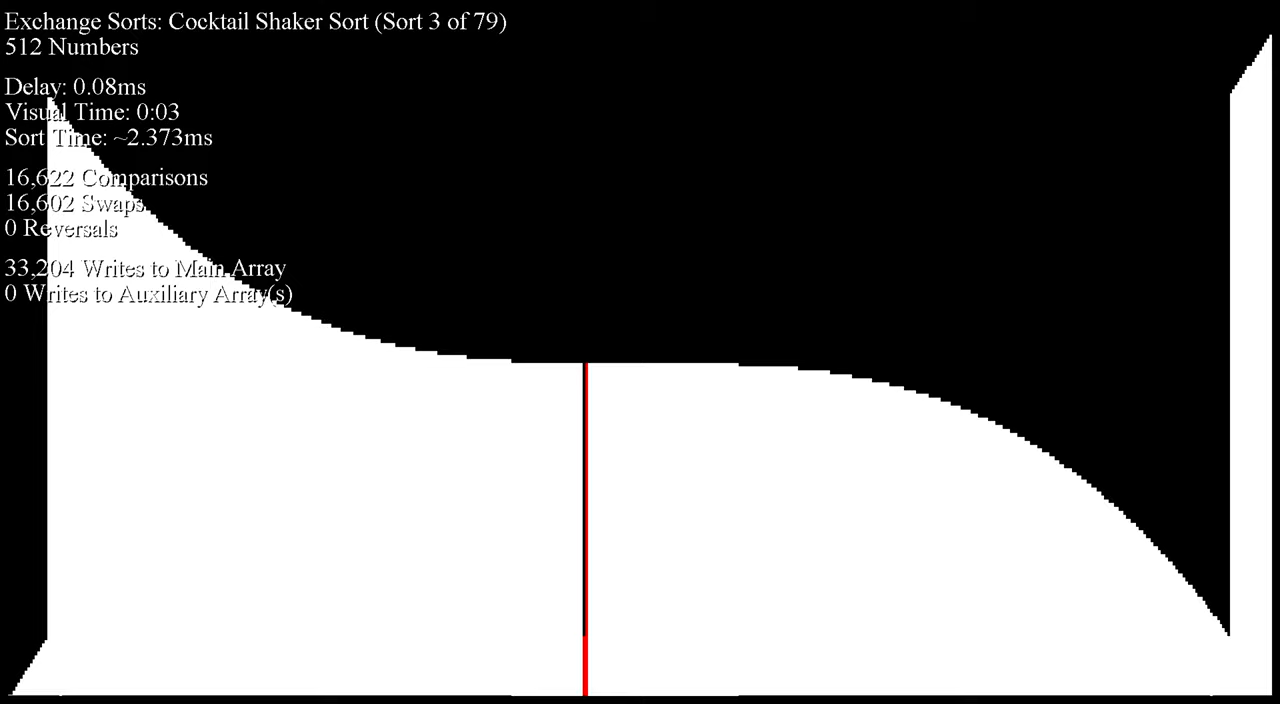 Exchange Sorts: Cocktail Shaker Sort (Sort 3 of 79)
512 Numbers
Delay: 0.08ms
Visual Time: 0:03
Sort Time: ~2.373ms
16,622 Comparisons
16,602 Swaps
0 Reversals
33,204 Writes to Main Array
0 Writes to Auxiliary Array(s)